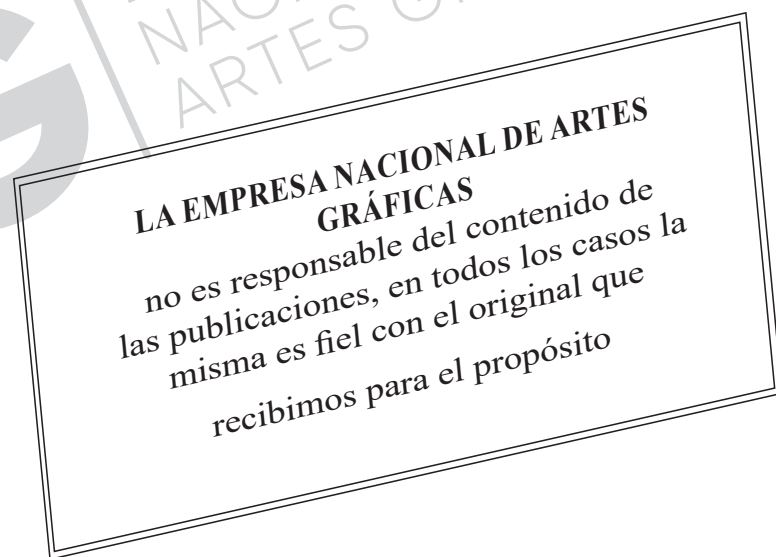 NACI
ARTES G
LA EMPRESA NACIONAL DE ARTES
GRÁFICAS
no es responsable del contenido de
las publicaciones, en todos los casos la
misma es fiel con el original que
recibimos para el propósito